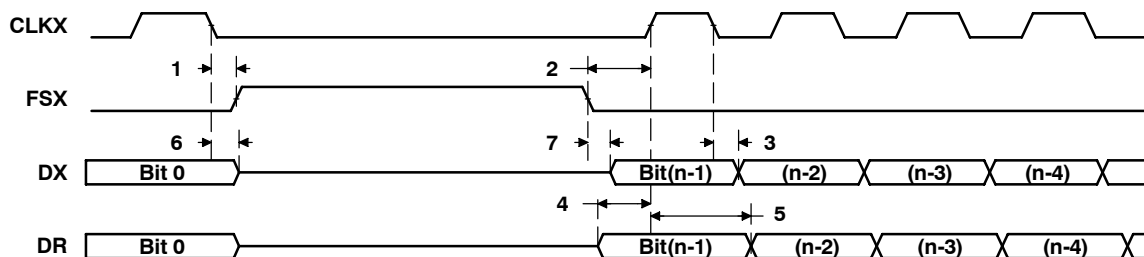 CLKX
1 2
FSX
6 7 3
DX Bit 0 Bit(n-1) (n-2) (n-3) (n-4)
4 5
DR Bit 0 Bit(n-1) (n-2) (n-3) (n-4)